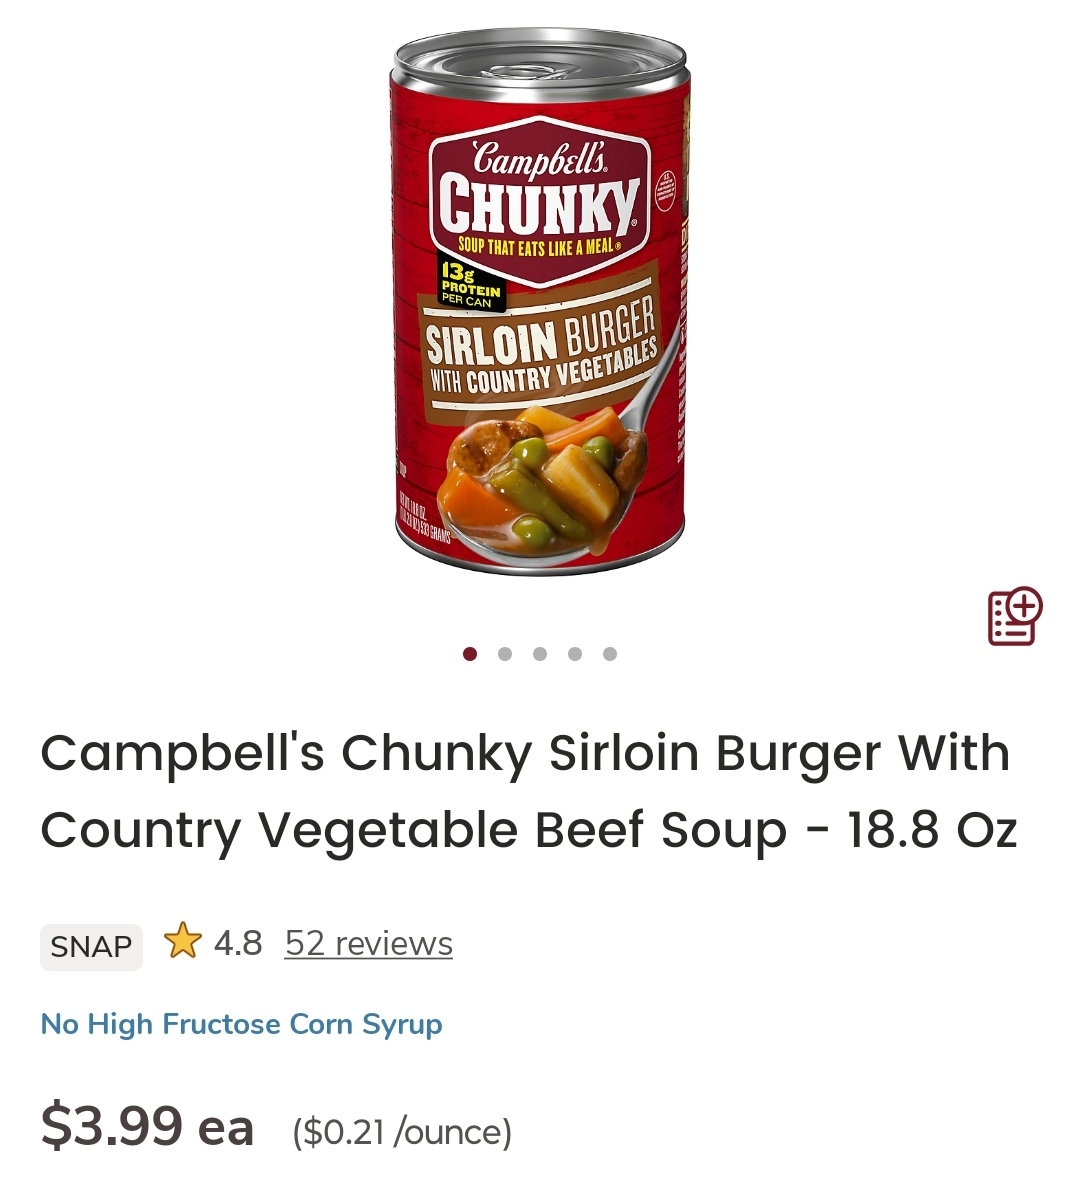 Campbell's®
CHUNKY®
SOUP THAT EATS LIKE A MEAL®
13g
PROTEIN
PER CAN
SIRLOIN BURGER
WITH COUNTRY VEGETABLES
SOUP
Campbell's Chunky Sirloin Burger With
Country Vegetable Beef Soup - 18.8 Oz
SNAP 4.8 52 reviews
No High Fructose Corn Syrup
$3.99 ea ($0.21 /ounce)